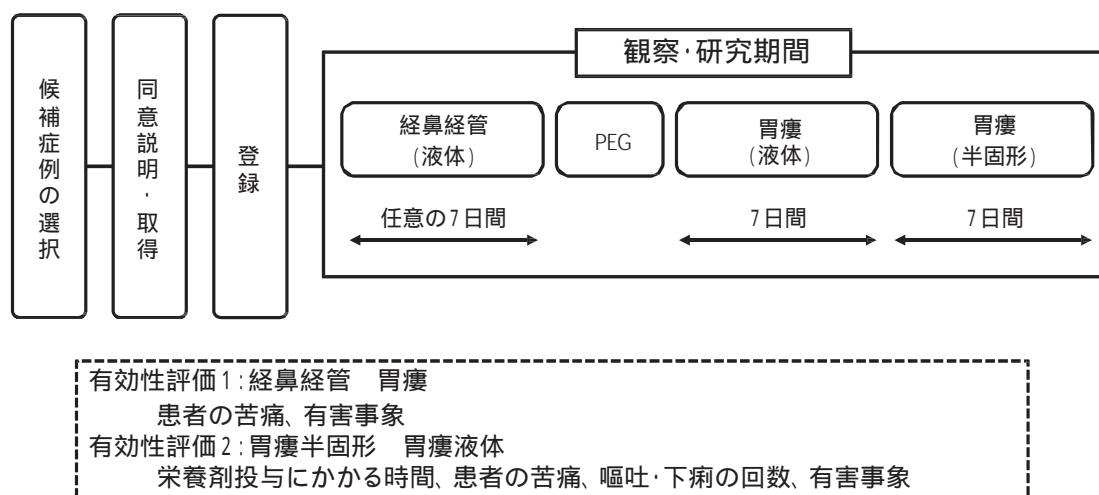 候補症例の選択
同意説明・取得
登録
観察・研究期間
経鼻経管
(液体)
PEG
胃瘻
(液体)
胃瘻
(半固形)
任意の7日間
7日間
7日間
有効性評価1:経鼻経管 胃瘻
患者の苦痛、有害事象
有効性評価2:胃瘻半固形 胃瘻液体
栄養剤投与にかかる時間、患者の苦痛、嘔吐・下痢の回数、有害事象